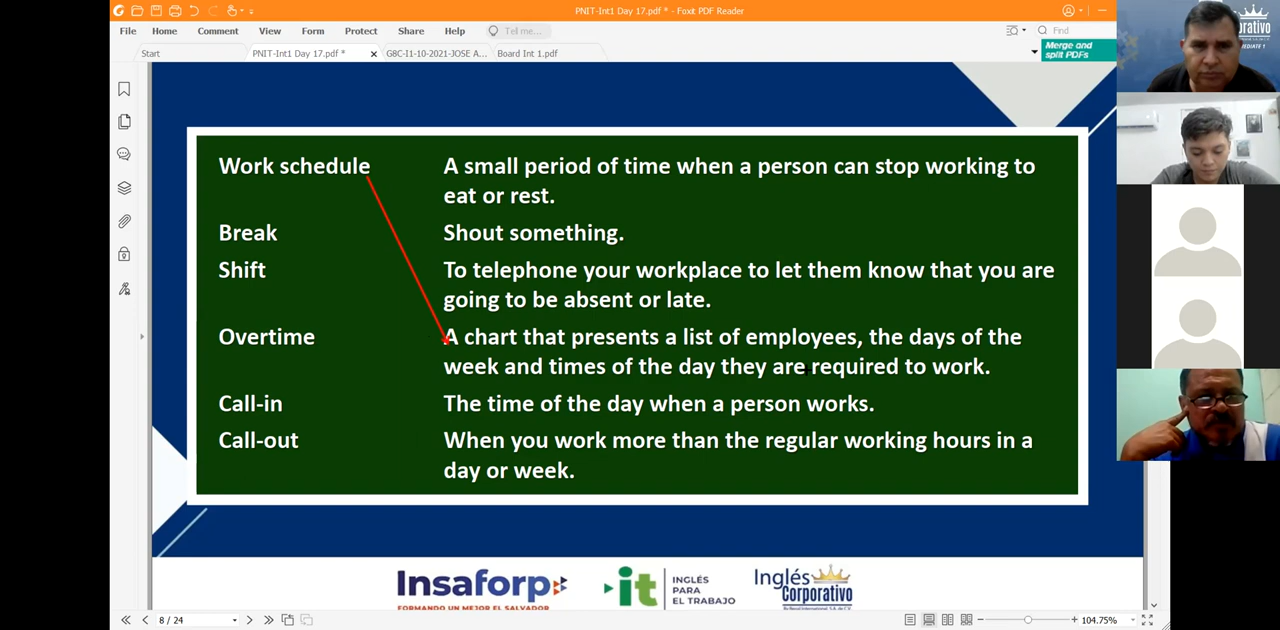 PNIT-Int1 Day 17.pdf * - Foxit PDF Reader
File Home Comment View Form Protect Share Help Tell me... Find
Start PNIT-Int1 Day 17.pdf * G8C-I1-10-2021-JOSE A... Board Int 1.pdf
Merge and
split PDFs
Work schedule A small period of time when a person can stop working to
eat or rest.
Break Shout something.
Shift To telephone your workplace to let them know that you are
going to be absent or late.
Overtime A chart that presents a list of employees, the days of the
week and times of the day they are required to work.
Call-in The time of the day when a person works.
Call-out When you work more than the regular working hours in a
day or week.
Insaforp
FORMANDO UN MEJOR EL SALVADOR
it INGLÉS
PARA
EL TRABAJO
Inglés
Corporativo
8 / 24 104.75%